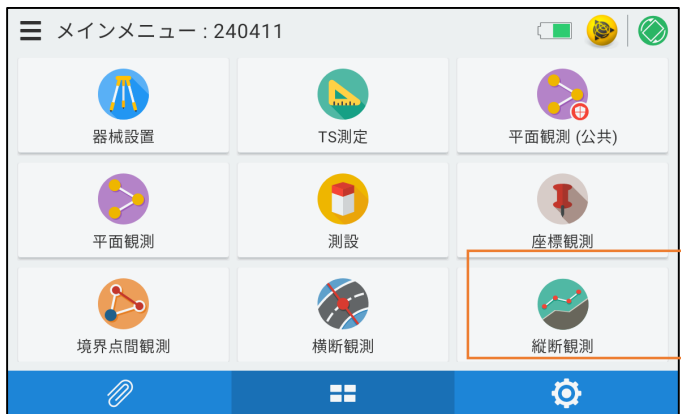 メインメニュー : 240411
器械設置
TS測定
平面観測 (公共)
平面観測
測設
座標観測
境界点間観測
横断観測
縦断観測